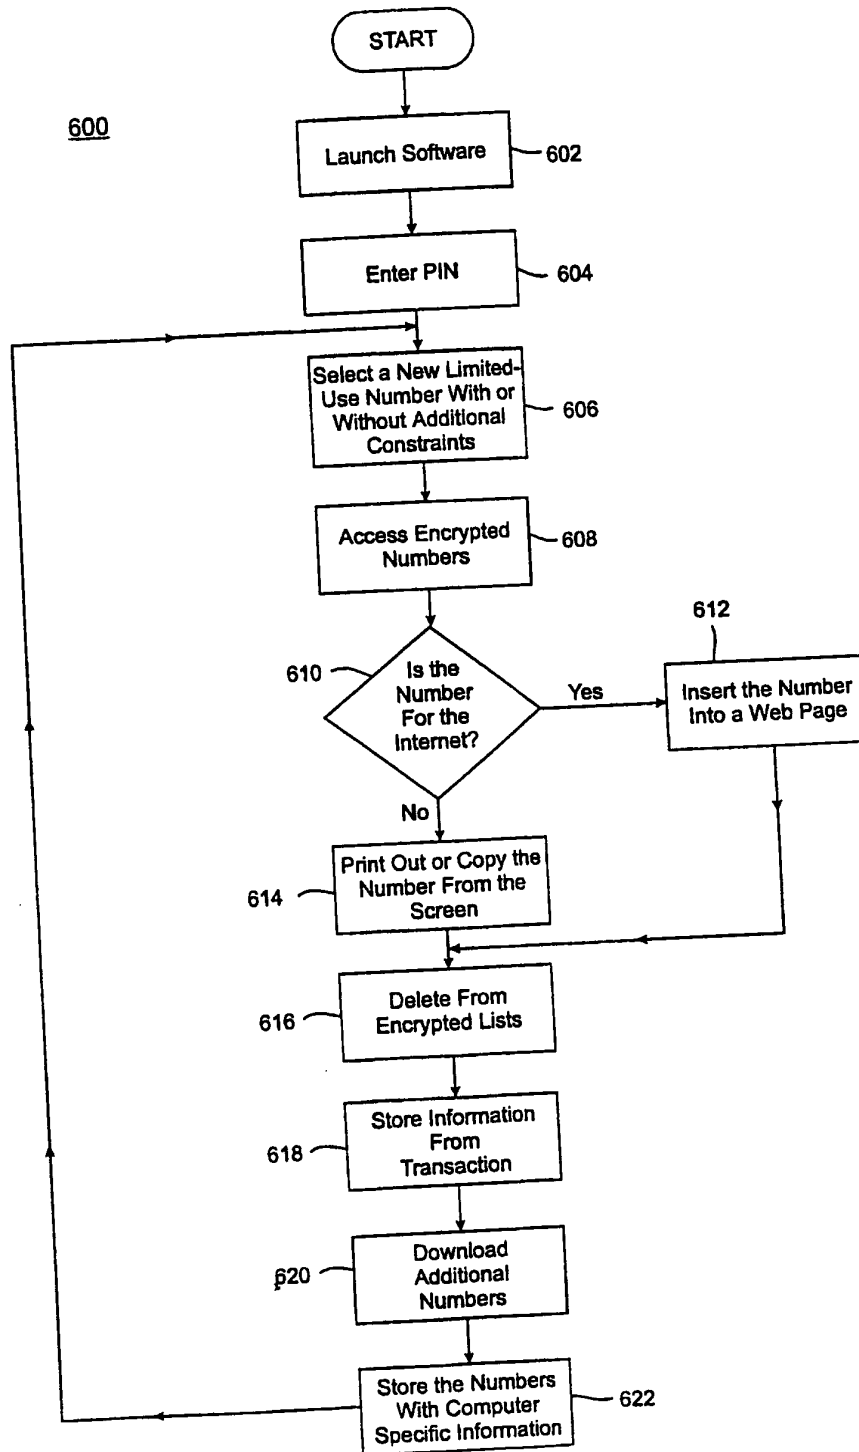 START
600
Launch Software
602
Enter PIN
604
Select a New Limited-
Use Number With or
Without Additional
Constraints
606
Access Encrypted
Numbers
608
612
610
Is the
Number
For the
Internet?
Yes
Insert the Number
Into a Web Page
No
Print Out or Copy the
Number From the
Screen
614
Delete From
Encrypted Lists
616
Store Information
From
Transaction
618
Download
Additional
Numbers
620
Store the Numbers
With Computer
Specific Information
622